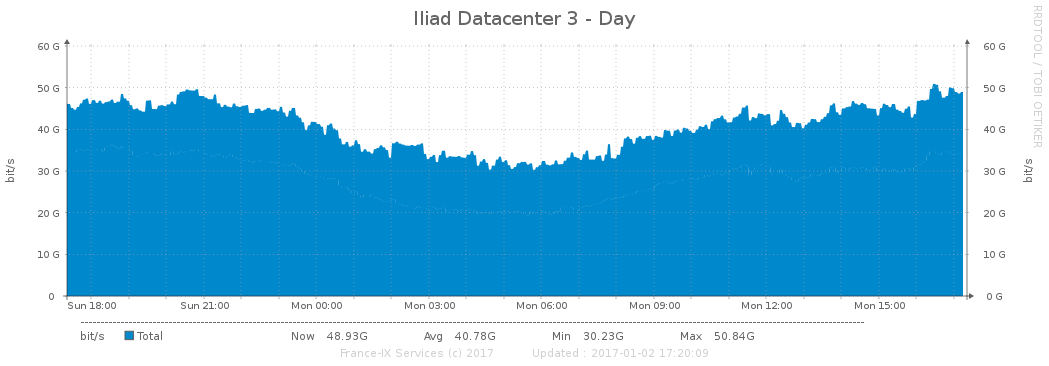 Iliad Datacenter 3 - Day
RRDTOOL / TOBI OETIKER
60 G 60 G
50 G 50 G
40 G 40 G
30 G 30 G
20 G 20 G
10 G 10 G
0 0 G
bit/s
bit/s
Sun 18:00 Sun 21:00 Mon 00:00 Mon 03:00 Mon 06:00 Mon 09:00 Mon 12:00 Mon 15:00
bit/s Total Now 48.93G Avg 40.78G Min 30.23G Max 50.84G
France-IX Services (c) 2017 Updated : 2017-01-02 17:20:09